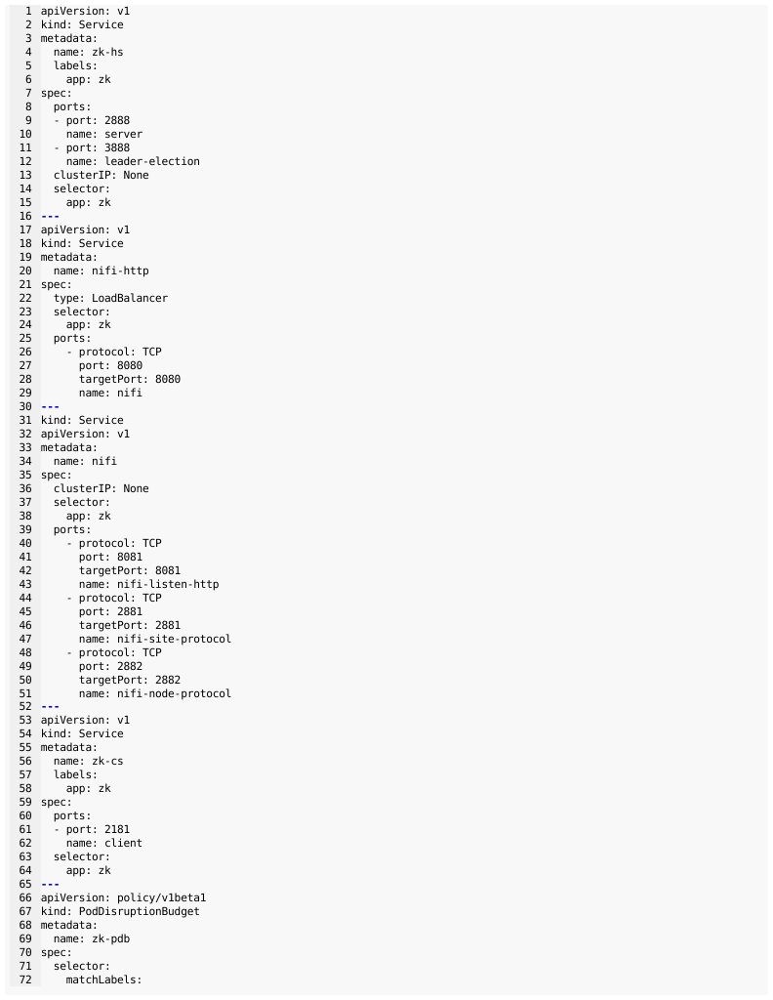 1 apiVersion: v1
2 kind: Service
3 metadata:
4   name: zk-hs
5   labels:
6     app: zk
7 spec:
8   ports:
9   - port: 2888
10     name: server
11   - port: 3888
12     name: leader-election
13   clusterIP: None
14   selector:
15     app: zk
16 ---
17 apiVersion: v1
18 kind: Service
19 metadata:
20   name: nifi-http
21 spec:
22   type: LoadBalancer
23   selector:
24     app: zk
25   ports:
26     - protocol: TCP
27       port: 8080
28       targetPort: 8080
29       name: nifi
30 ---
31 kind: Service
32 apiVersion: v1
33 metadata:
34   name: nifi
35 spec:
36   clusterIP: None
37   selector:
38     app: zk
39   ports:
40     - protocol: TCP
41       port: 8081
42       targetPort: 8081
43       name: nifi-listen-http
44     - protocol: TCP
45       port: 2881
46       targetPort: 2881
47       name: nifi-site-protocol
48     - protocol: TCP
49       port: 2882
50       targetPort: 2882
51       name: nifi-node-protocol
52 ---
53 apiVersion: v1
54 kind: Service
55 metadata:
56   name: zk-cs
57   labels:
58     app: zk
59 spec:
60   ports:
61   - port: 2181
62     name: client
63   selector:
64     app: zk
65 ---
66 apiVersion: policy/v1beta1
67 kind: PodDisruptionBudget
68 metadata:
69   name: zk-pdb
70 spec:
71   selector:
72     matchLabels: